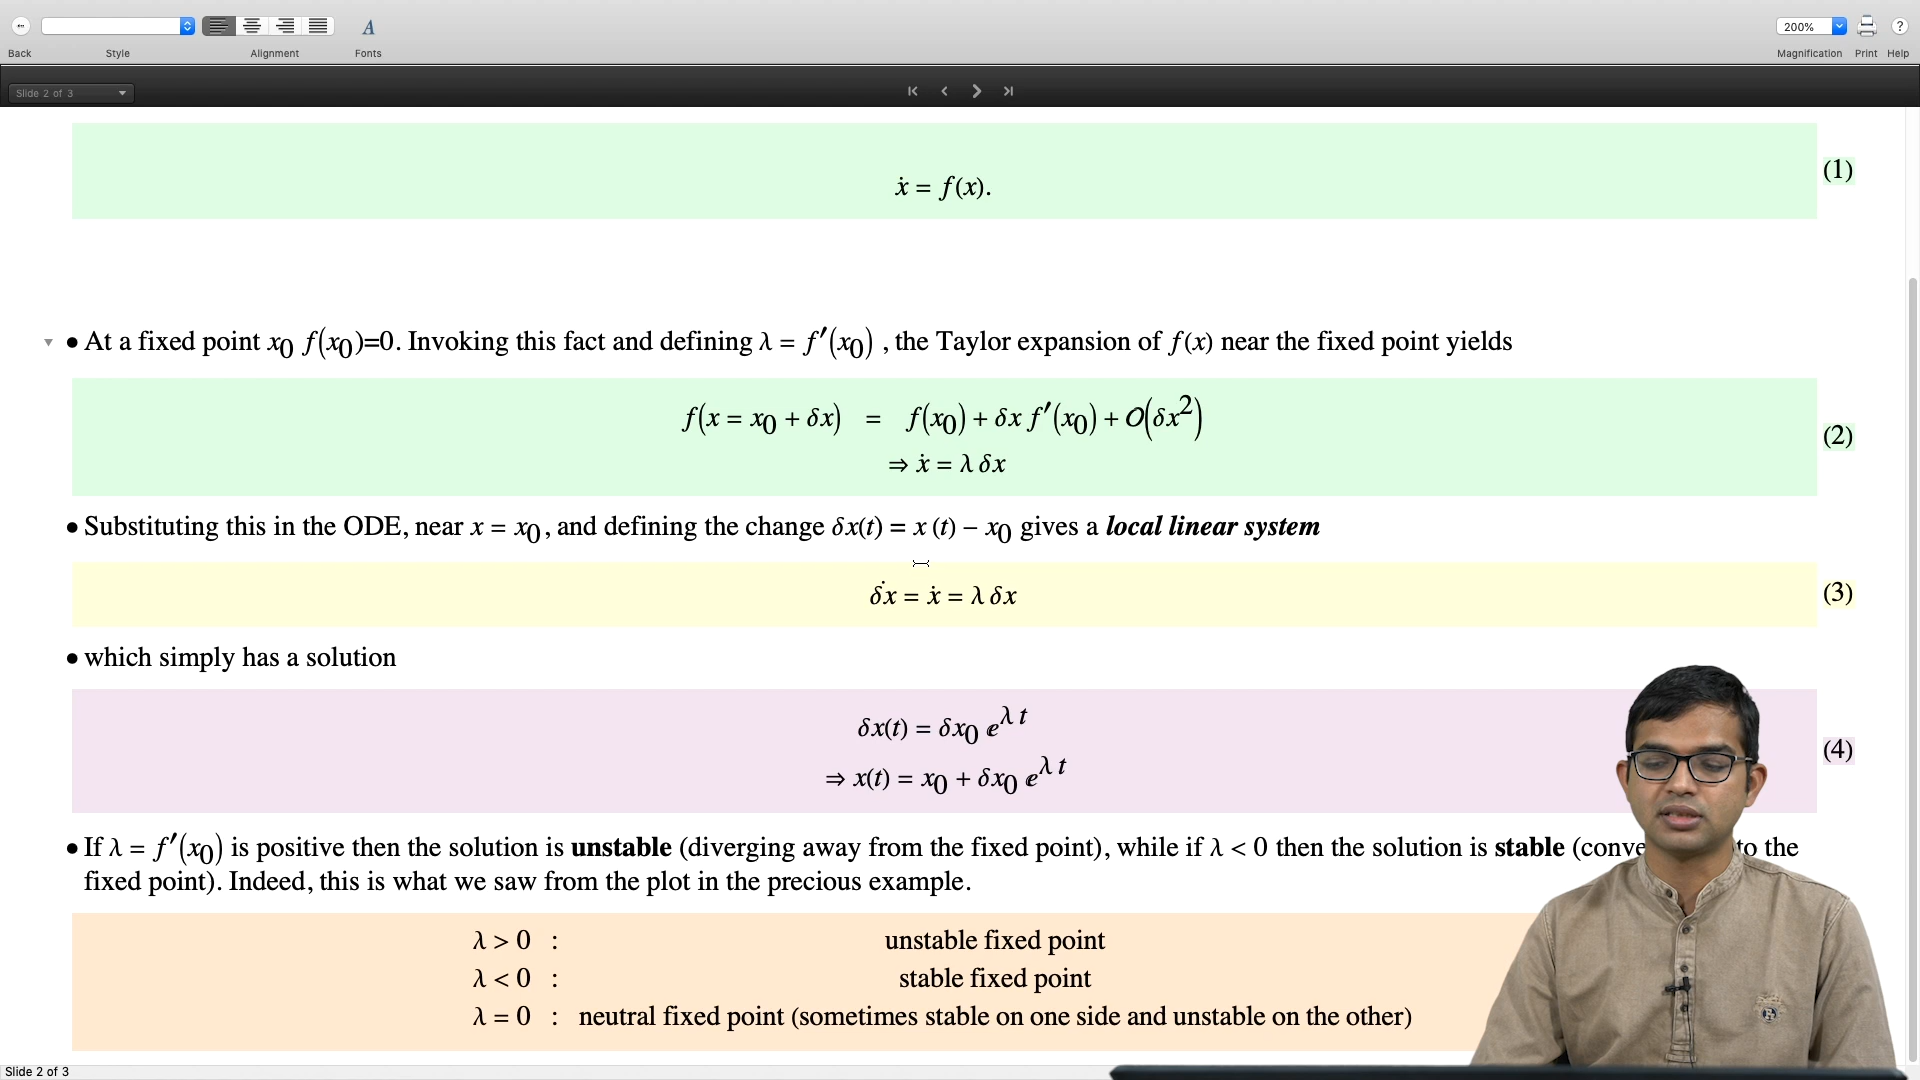 Back Style Alignment Fonts 200% Magnification Print Help
Slide 2 of 3
ẋ = f(x). (1)
• At a fixed point x₀ f(x₀)=0. Invoking this fact and defining λ = f′(x₀) , the Taylor expansion of f(x) near the fixed point yields
f(x = x₀ + δx) = f(x₀) + δx f′(x₀) + O(δx²)
⇒ ẋ = λ δx (2)
• Substituting this in the ODE, near x = x₀, and defining the change δx(t) = x (t) − x₀ gives a local linear system
δẋ = ẋ = λ δx (3)
• which simply has a solution
δx(t) = δx₀ e^{λ t}
⇒ x(t) = x₀ + δx₀ e^{λ t} (4)
• If λ = f′(x₀) is positive then the solution is unstable (diverging away from the fixed point), while if λ < 0 then the solution is stable (conve to the
fixed point). Indeed, this is what we saw from the plot in the precious example.
λ > 0 : unstable fixed point
λ < 0 : stable fixed point
λ = 0 : neutral fixed point (sometimes stable on one side and unstable on the other)
Slide 2 of 3